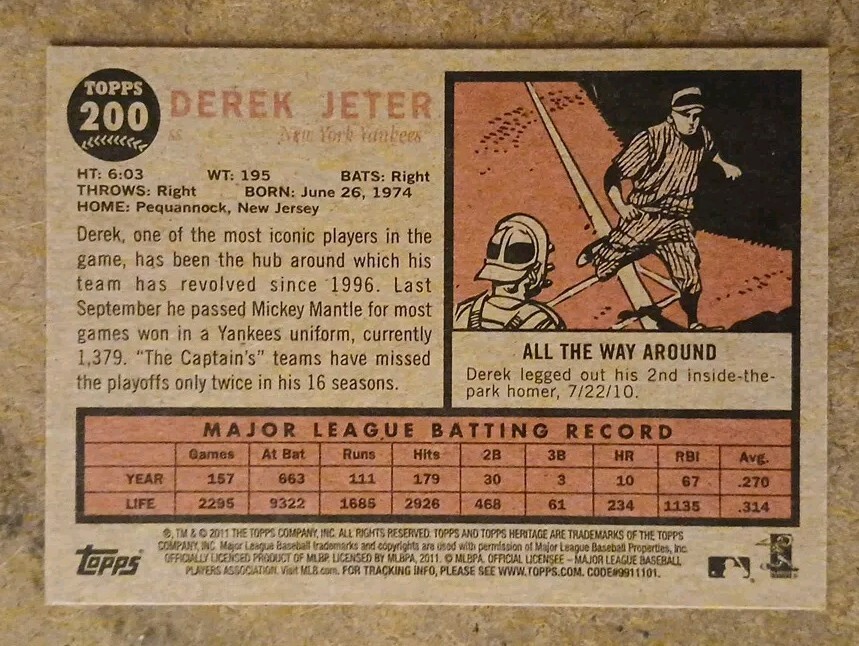 TOPPS
200
DEREK JETER
SS New York Yankees
HT: 6:03 WT: 195 BATS: Right
THROWS: Right BORN: June 26, 1974
HOME: Pequannock, New Jersey
Derek, one of the most iconic players in the
game, has been the hub around which his
team has revolved since 1996. Last
September he passed Mickey Mantle for most
games won in a Yankees uniform, currently
1,379. "The Captain's" teams have missed
the playoffs only twice in his 16 seasons.
ALL THE WAY AROUND
Derek legged out his 2nd inside-the-
park homer, 7/22/10.
MAJOR LEAGUE BATTING RECORD
Games At Bat Runs Hits 2B 3B HR RBI Avg.
YEAR 157 663 111 179 30 3 10 67 .270
LIFE 2295 9322 1685 2926 468 61 234 1135 .314
®, TM & © 2011 THE TOPPS COMPANY, INC. ALL RIGHTS RESERVED. TOPPS AND TOPPS HERITAGE ARE TRADEMARKS OF THE TOPPS
COMPANY, INC. Major League Baseball trademarks and copyrights are used with permission of Major League Baseball Properties, Inc.
OFFICIALLY LICENSED PRODUCT OF MLBP. LICENSED BY MLBPA, 2011. © MLBPA. OFFICIAL LICENSEE – MAJOR LEAGUE BASEBALL
PLAYERS ASSOCIATION. Visit MLB.com. FOR TRACKING INFO, PLEASE SEE WWW.TOPPS.COM. CODE#9911101.
Topps